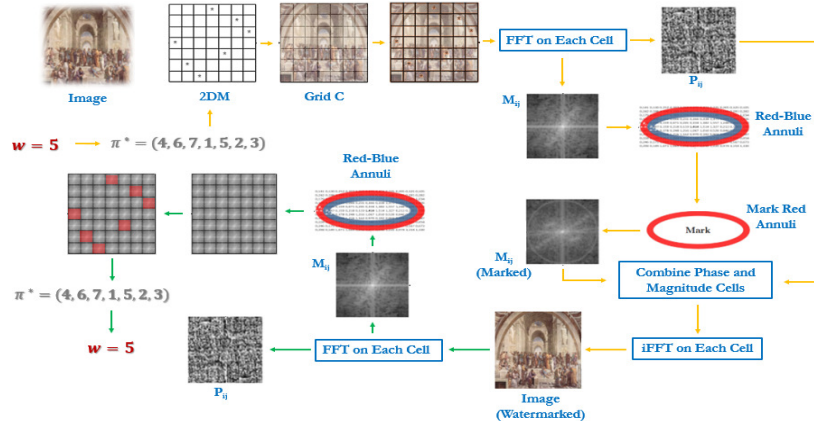 Image
2DM
Grid C
FFT on Each Cell
P_ij
w = 5
π* = (4, 6, 7, 1, 5, 2, 3)
M_ij
Red-Blue
Annuli
Red-Blue
Annuli
Mark Red
Annuli
Mark
M_ij
(Marked)
M_ij
Combine Phase and
Magnitude Cells
π* = (4, 6, 7, 1, 5, 2, 3)
w = 5
P_ij
FFT on Each Cell
Image
(Watermarked)
iFFT on Each Cell